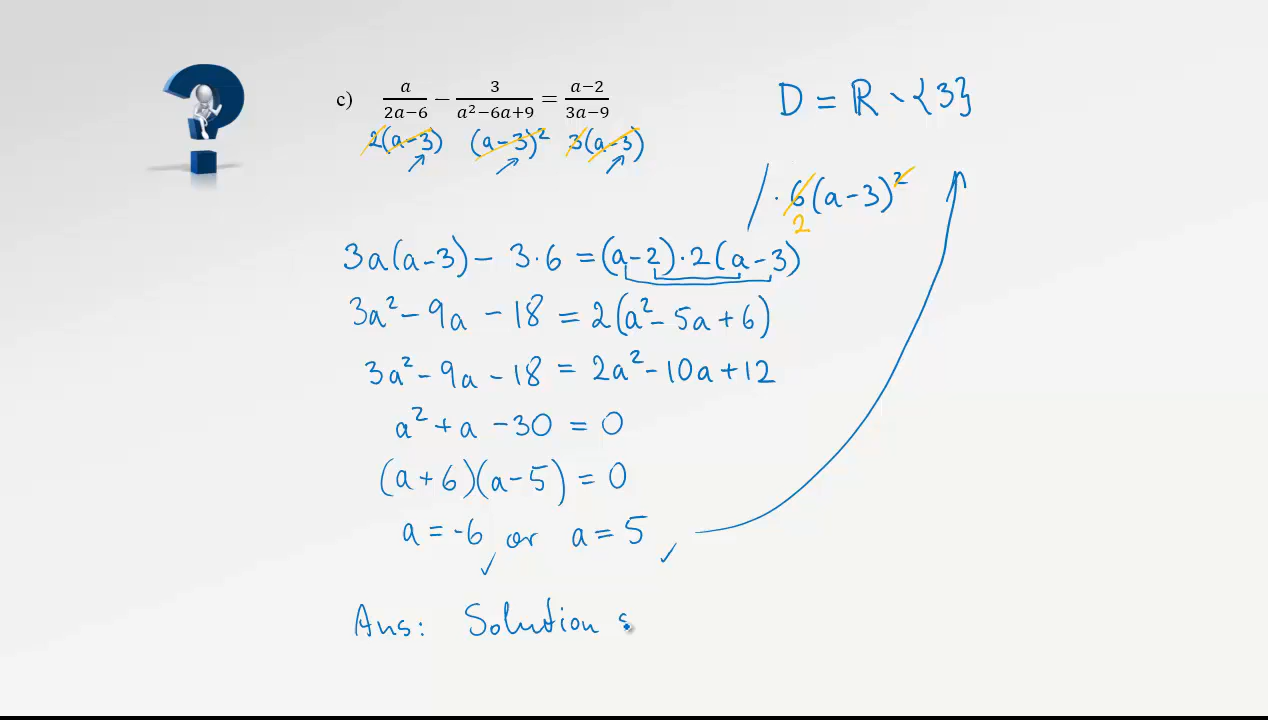 c) a/(2a−6) − 3/(a²−6a+9) = (a−2)/(3a−9)
D = ℝ \ {3}
2(a-3) (a-3)² 3(a-3)
/ · 6(a-3)²
2
3a(a-3) - 3·6 = (a-2)·2(a-3)
3a² - 9a - 18 = 2(a² - 5a + 6)
3a² - 9a - 18 = 2a² - 10a + 12
a² + a - 30 = 0
(a+6)(a-5) = 0
a = -6 or a = 5
Ans: Solution s